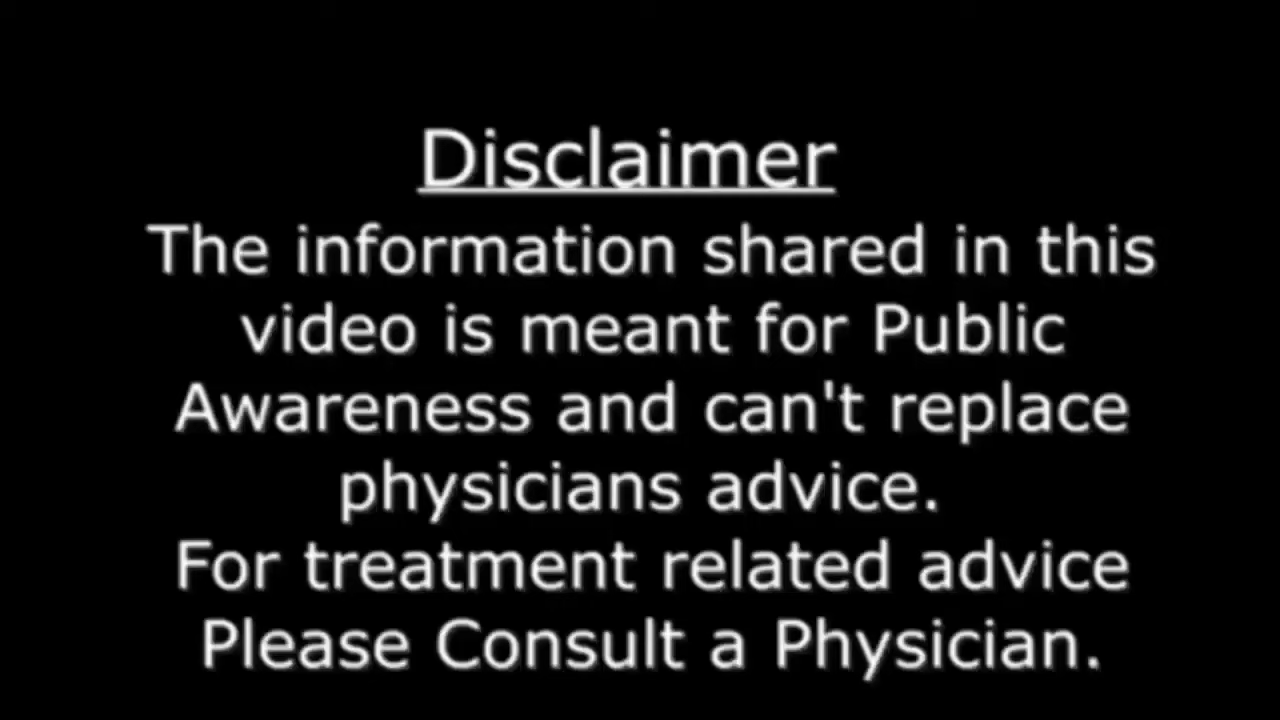 Disclaimer
The information shared in this
video is meant for Public
Awareness and can't replace
physicians advice.
For treatment related advice
Please Consult a Physician.